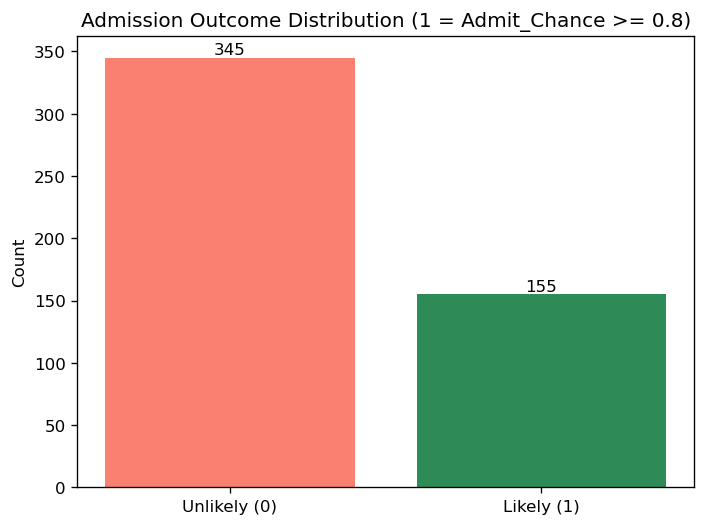 Admission Outcome Distribution (1 = Admit_Chance >= 0.8)
350
300
250
200
150
100
50
0
Count
345
155
Unlikely (0)
Likely (1)